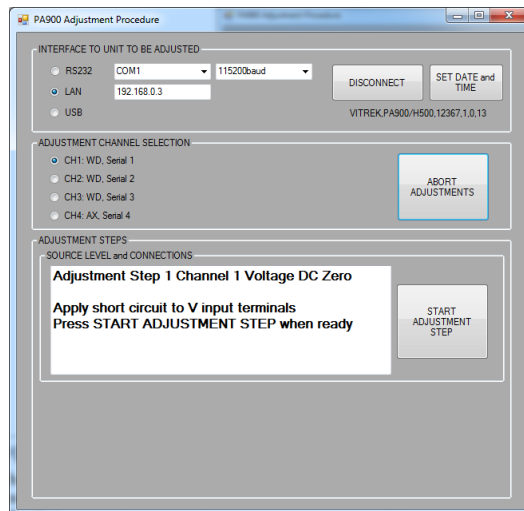 PA900 Adjustment Procedure
INTERFACE TO UNIT TO BE ADJUSTED
RS232 COM1 115200baud
LAN 192.168.0.3
USB
DISCONNECT
SET DATE and
TIME
VITREK,PA900/H500,12367,1.0,13
ADJUSTMENT CHANNEL SELECTION
CH1: WD, Serial 1
CH2: WD, Serial 2
CH3: WD, Serial 3
CH4: AX, Serial 4
ABORT
ADJUSTMENTS
ADJUSTMENT STEPS
SOURCE LEVEL and CONNECTIONS
Adjustment Step 1 Channel 1 Voltage DC Zero
Apply short circuit to V input terminals
Press START ADJUSTMENT STEP when ready
START
ADJUSTMENT
STEP